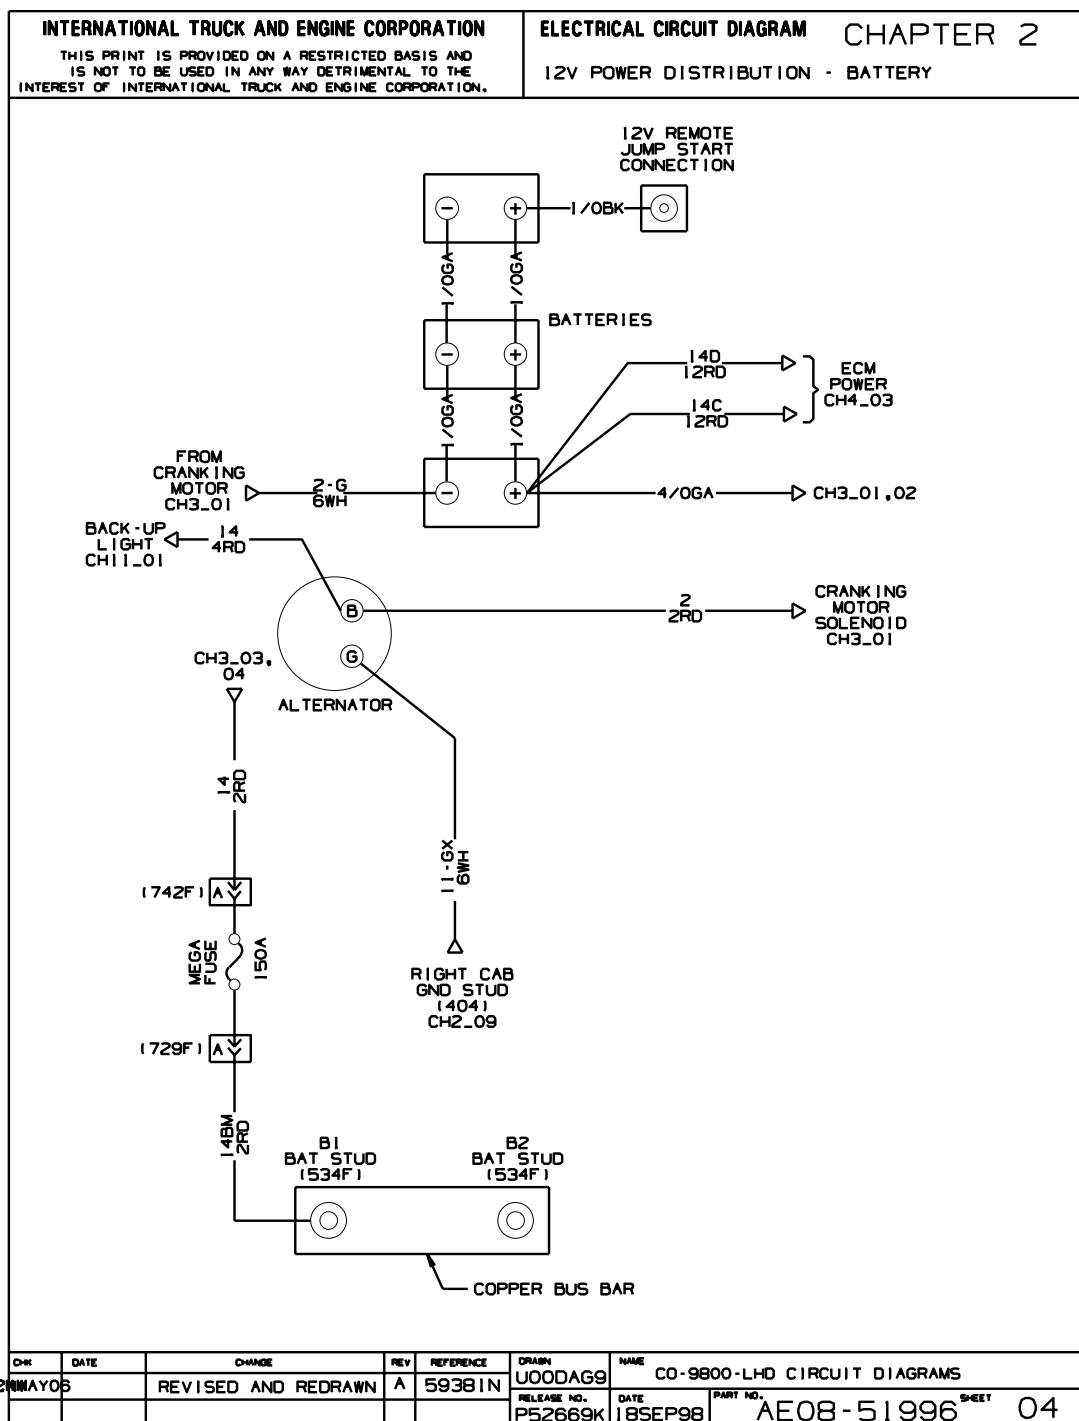 INTERNATIONAL TRUCK AND ENGINE CORPORATION
THIS PRINT IS PROVIDED ON A RESTRICTED BASIS AND
IS NOT TO BE USED IN ANY WAY DETRIMENTAL TO THE
INTEREST OF INTERNATIONAL TRUCK AND ENGINE CORPORATION.
ELECTRICAL CIRCUIT DIAGRAM CHAPTER 2
12V POWER DISTRIBUTION - BATTERY
12V REMOTE
JUMP START
CONNECTION
- + 1/0BK
1/0GA 1/0GA
BATTERIES
- +
14D
12RD
14C
12RD
ECM
POWER
CH4_03
1/0GA 1/0GA
FROM
CRANKING
MOTOR
CH3_01
2-G
6WH
- +
4/0GA
CH3_01,02
BACK-UP
LIGHT
CH11_01
14
4RD
B
2
2RD
CRANKING
MOTOR
SOLENOID
CH3_01
G
ALTERNATOR
CH3_03,
04
14
2RD
11-GX
6WH
(742F) A
MEGA
FUSE
150A
RIGHT CAB
GND STUD
(404)
CH2_09
(729F) A
14BM
2RD
B1
BAT STUD
(534F)
B2
BAT STUD
(534F)
COPPER BUS BAR
CHK DATE CHANGE REV REFERENCE
MAY06 REVISED AND REDRAWN A 59381N
DRAWN
U00DAG9
NAME
CO-9800-LHD CIRCUIT DIAGRAMS
RELEASE NO.
P52669K
DATE
18SEP98
PART NO.
AE08-51996
SHEET
04